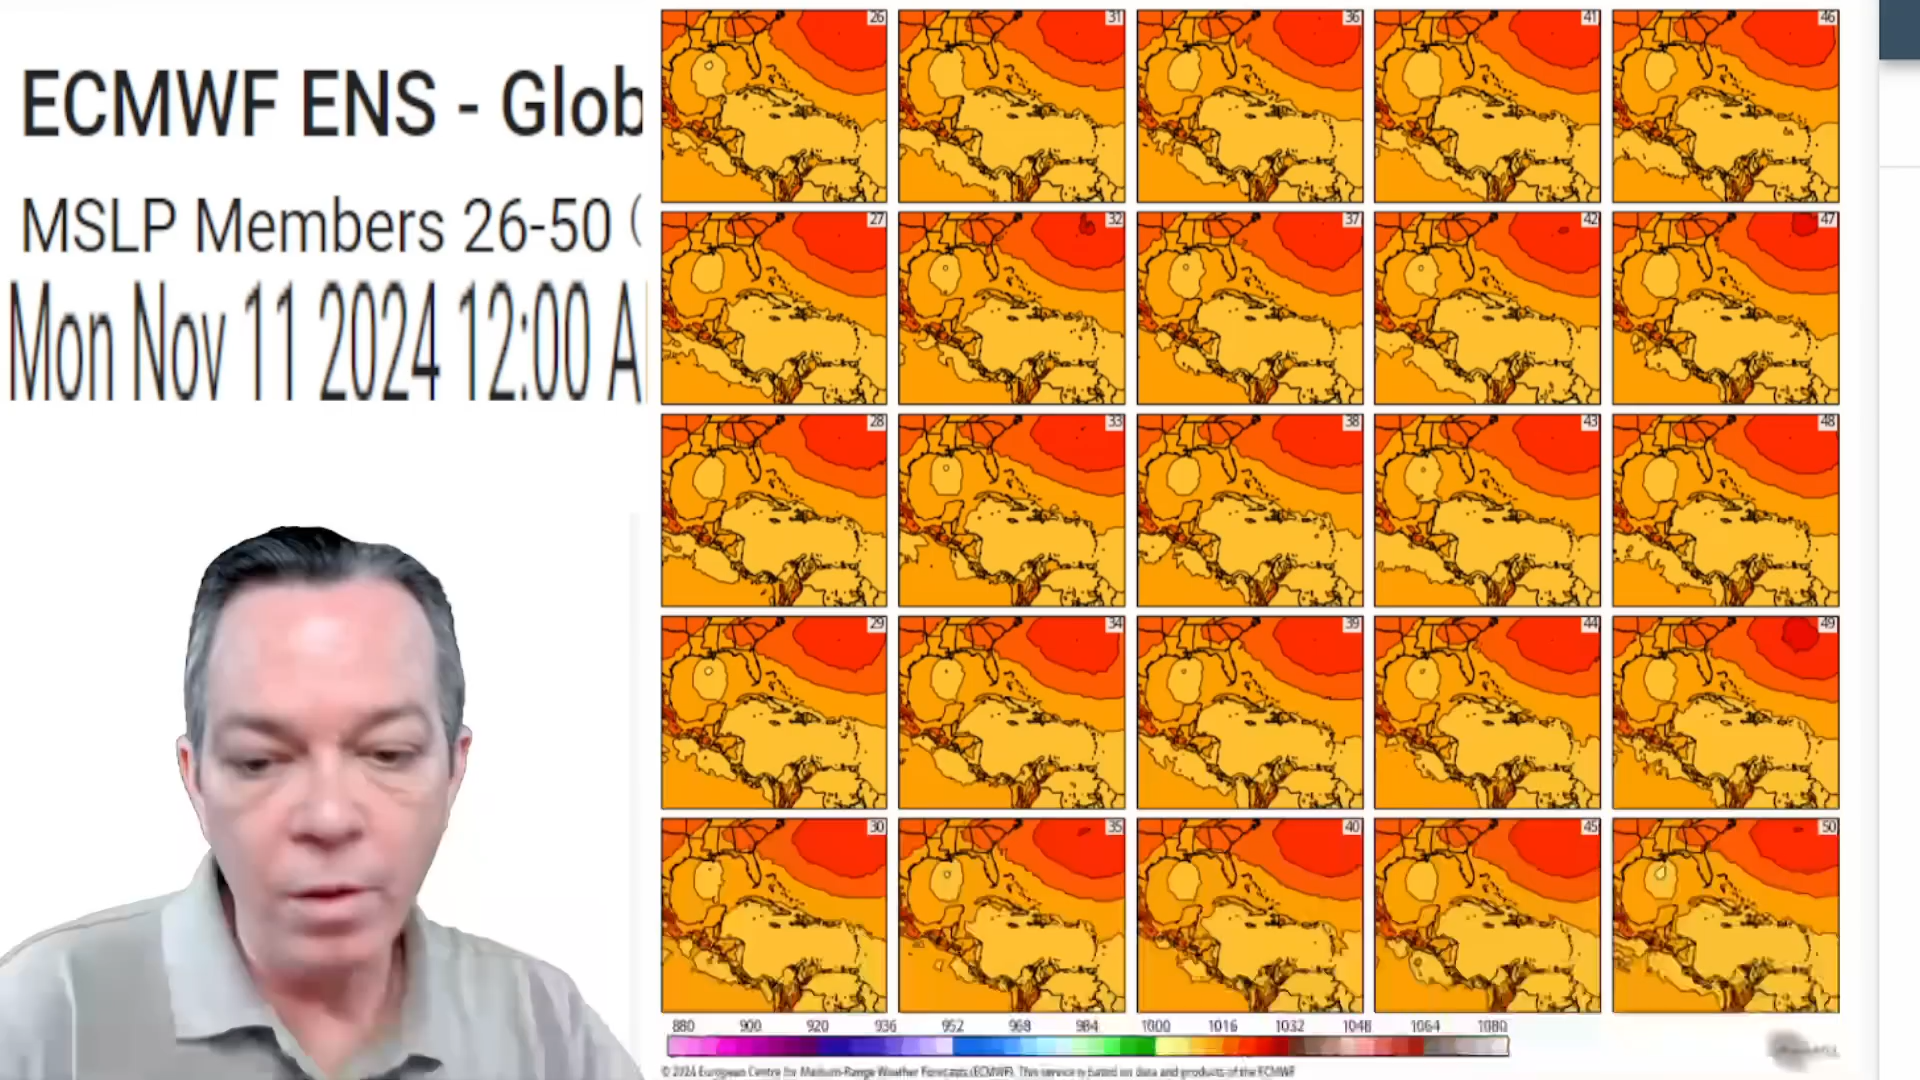 ECMWF ENS - Glob
MSLP Members 26-50 (
Mon Nov 11 2024 12:00 A
26 31 36 41 46
27 32 37 42 47
28 33 38 43 48
29 34 39 44 49
30 35 40 45 50
880 900 920 936 952 968 984 1000 1016 1032 1048 1064 1080
© 2024 European Centre for Medium-Range Weather Forecasts (ECMWF). This service is based on data and products of the ECMWF